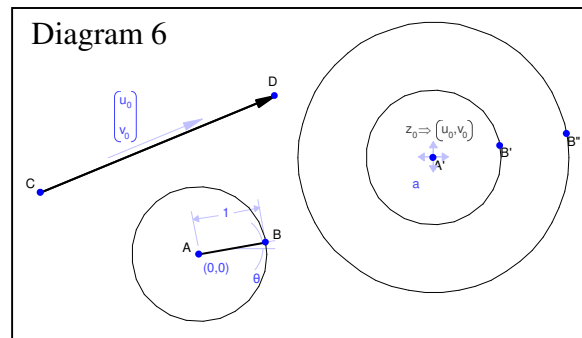 Diagram 6
D
u₀
v₀
z₀⇒(u₀,v₀)
B"
B'
A'
C
a
1
A
B
(0,0)
θ